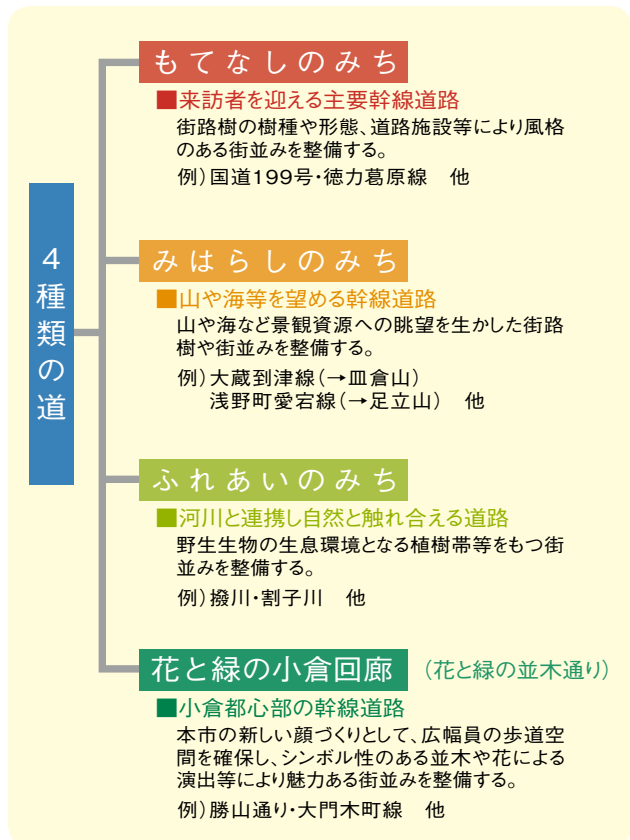 4種類の道
もてなしのみち
■来訪者を迎える主要幹線道路
街路樹の樹種や形態、道路施設等により風格
のある街並みを整備する。
例）国道199号・徳力葛原線　他
みはらしのみち
■山や海等を望める幹線道路
山や海など景観資源への眺望を生かした街路
樹や街並みを整備する。
例）大蔵到津線（→皿倉山）
浅野町愛宕線（→足立山）　他
ふれあいのみち
■河川と連携し自然と触れ合える道路
野生生物の生息環境となる植樹帯等をもつ街
並みを整備する。
例）撥川・割子川　他
花と緑の小倉回廊 （花と緑の並木通り）
■小倉都心部の幹線道路
本市の新しい顔づくりとして、広幅員の歩道空
間を確保し、シンボル性のある並木や花による
演出等により魅力ある街並みを整備する。
例）勝山通り・大門木町線　他